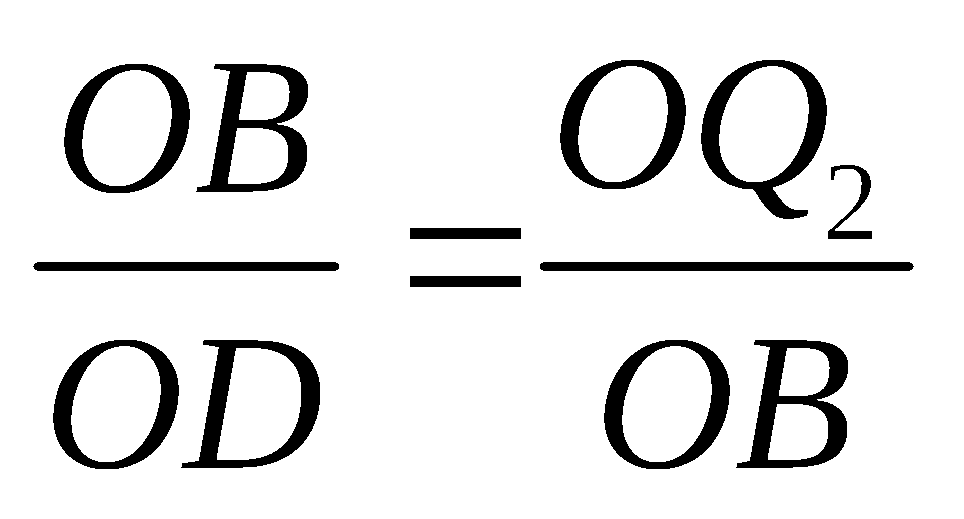 OB/OD = OQ₂/OB